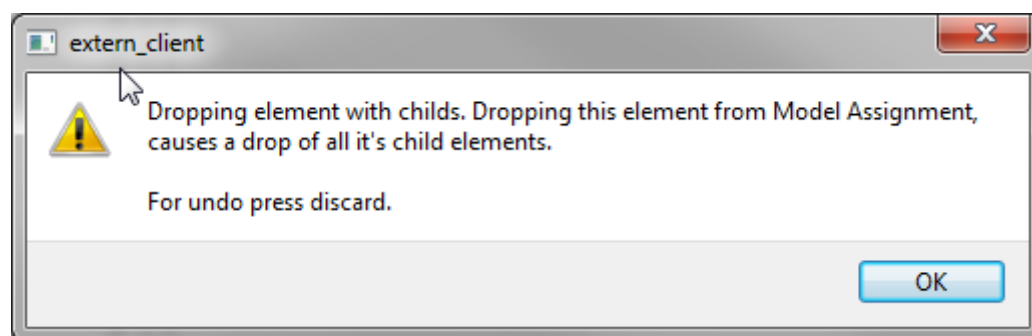 extern_client
Dropping element with childs. Dropping this element from Model Assignment,
causes a drop of all it's child elements.
For undo press discard.
OK